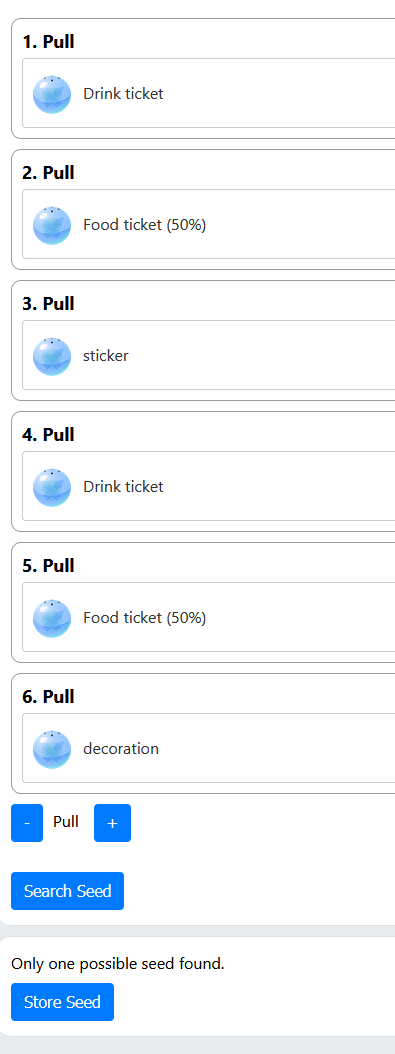 1. Pull
Drink ticket
2. Pull
Food ticket (50%)
3. Pull
sticker
4. Pull
Drink ticket
5. Pull
Food ticket (50%)
6. Pull
decoration
- Pull +
Search Seed
Only one possible seed found.
Store Seed